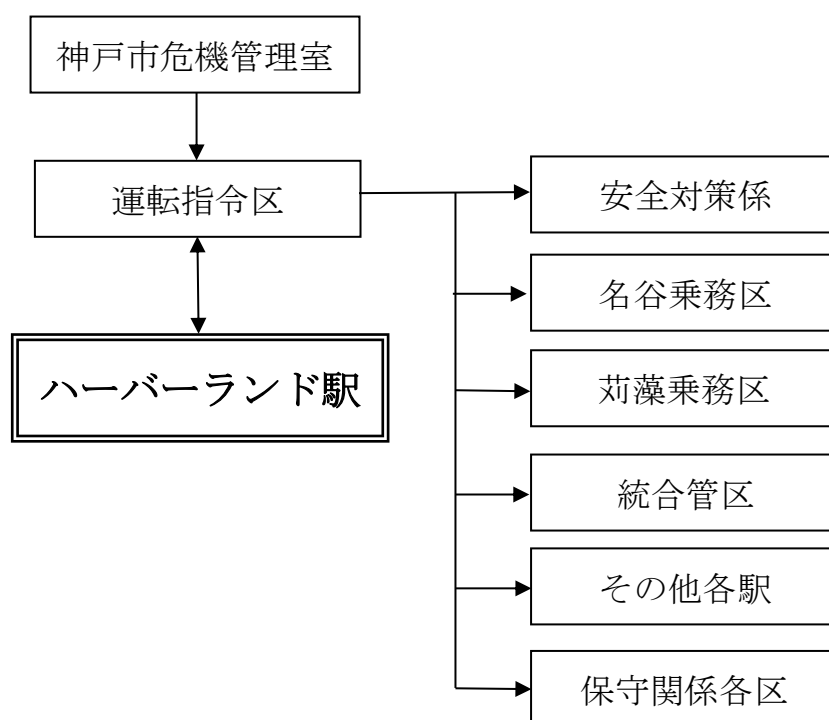 神戸市危機管理室
運転指令区
ハーバーランド駅
安全対策係
名谷乗務区
苅藻乗務区
統合管区
その他各駅
保守関係各区